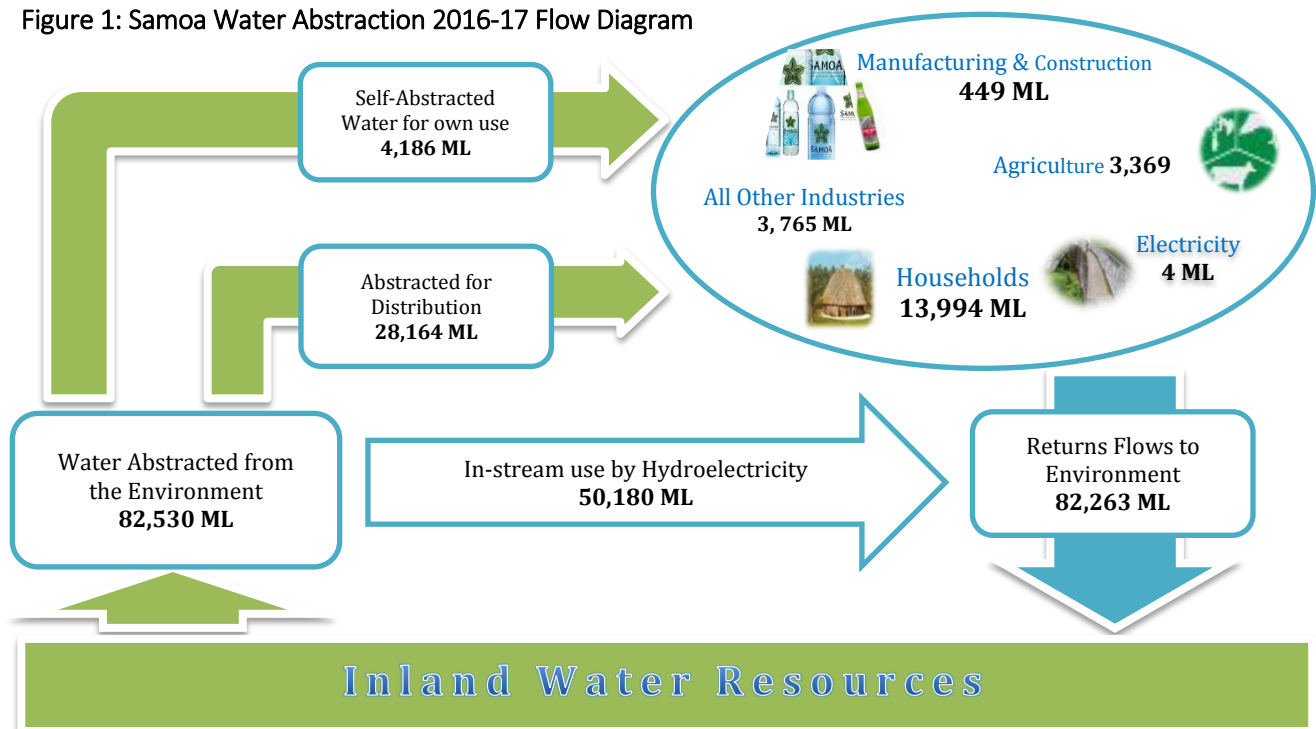 Figure 1: Samoa Water Abstraction 2016-17 Flow Diagram
Self-Abstracted
Water for own use
4,186 ML
SAMOA
SAMOA
Manufacturing & Construction
449 ML
Agriculture 3,369
All Other Industries
3, 765 ML
Abstracted for
Distribution
28,164 ML
Households
13,994 ML
Electricity
4 ML
Water Abstracted from
the Environment
82,530 ML
In-stream use by Hydroelectricity
50,180 ML
Returns Flows to
Environment
82,263 ML
Inland Water Resources